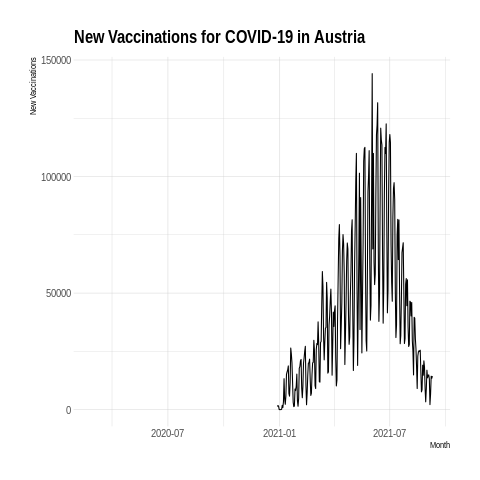 New Vaccinations for COVID-19 in Austria
New Vaccinations
150000
100000
50000
0
2020-07 2021-01 2021-07
Month